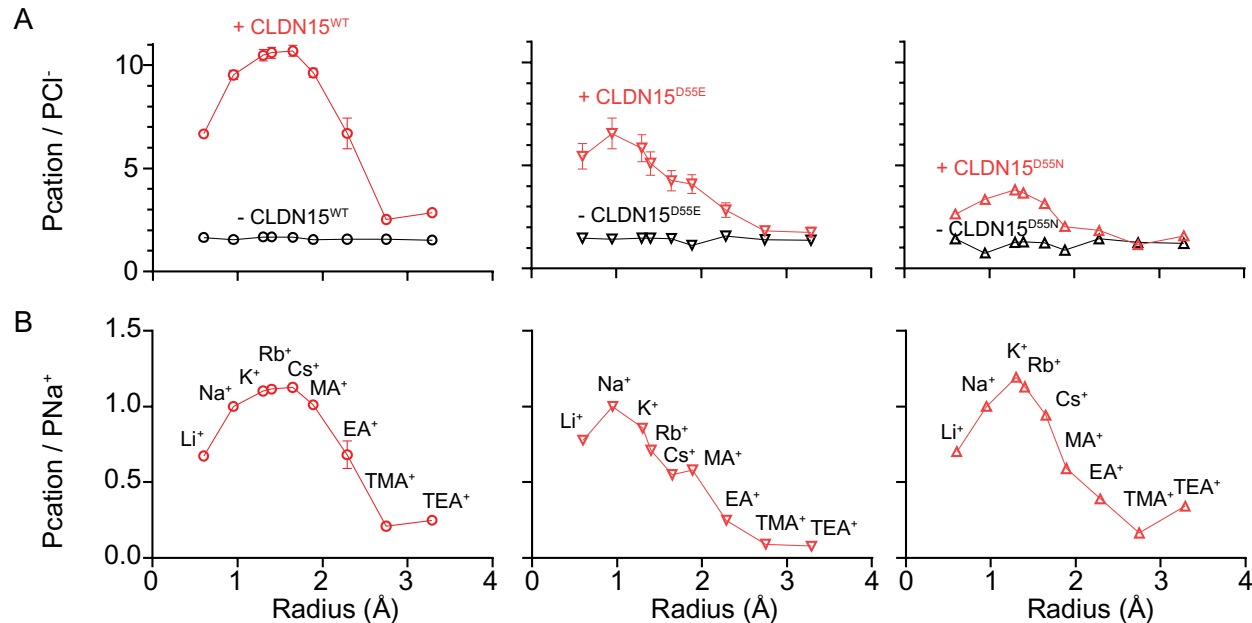 A
+ CLDN15ᵂᵀ
Pcation / PCl⁻
10
5
0
- CLDN15ᵂᵀ
+ CLDN15ᴰ⁵⁵ᴱ
- CLDN15ᴰ⁵⁵ᴱ
+ CLDN15ᴰ⁵⁵ᴺ
- CLDN15ᴰ⁵⁵ᴺ
B
Pcation / PNa⁺
1.5
1.0
0.5
0.0
Li⁺
Na⁺
K⁺
Rb⁺
Cs⁺
MA⁺
EA⁺
TMA⁺
TEA⁺
0 1 2 3 4
Radius (Å)
Li⁺
Na⁺
K⁺
Rb⁺
Cs⁺
MA⁺
EA⁺
TMA⁺
TEA⁺
0 1 2 3 4
Radius (Å)
Li⁺
Na⁺
K⁺
Rb⁺
Cs⁺
MA⁺
EA⁺
TMA⁺
TEA⁺
0 1 2 3 4
Radius (Å)